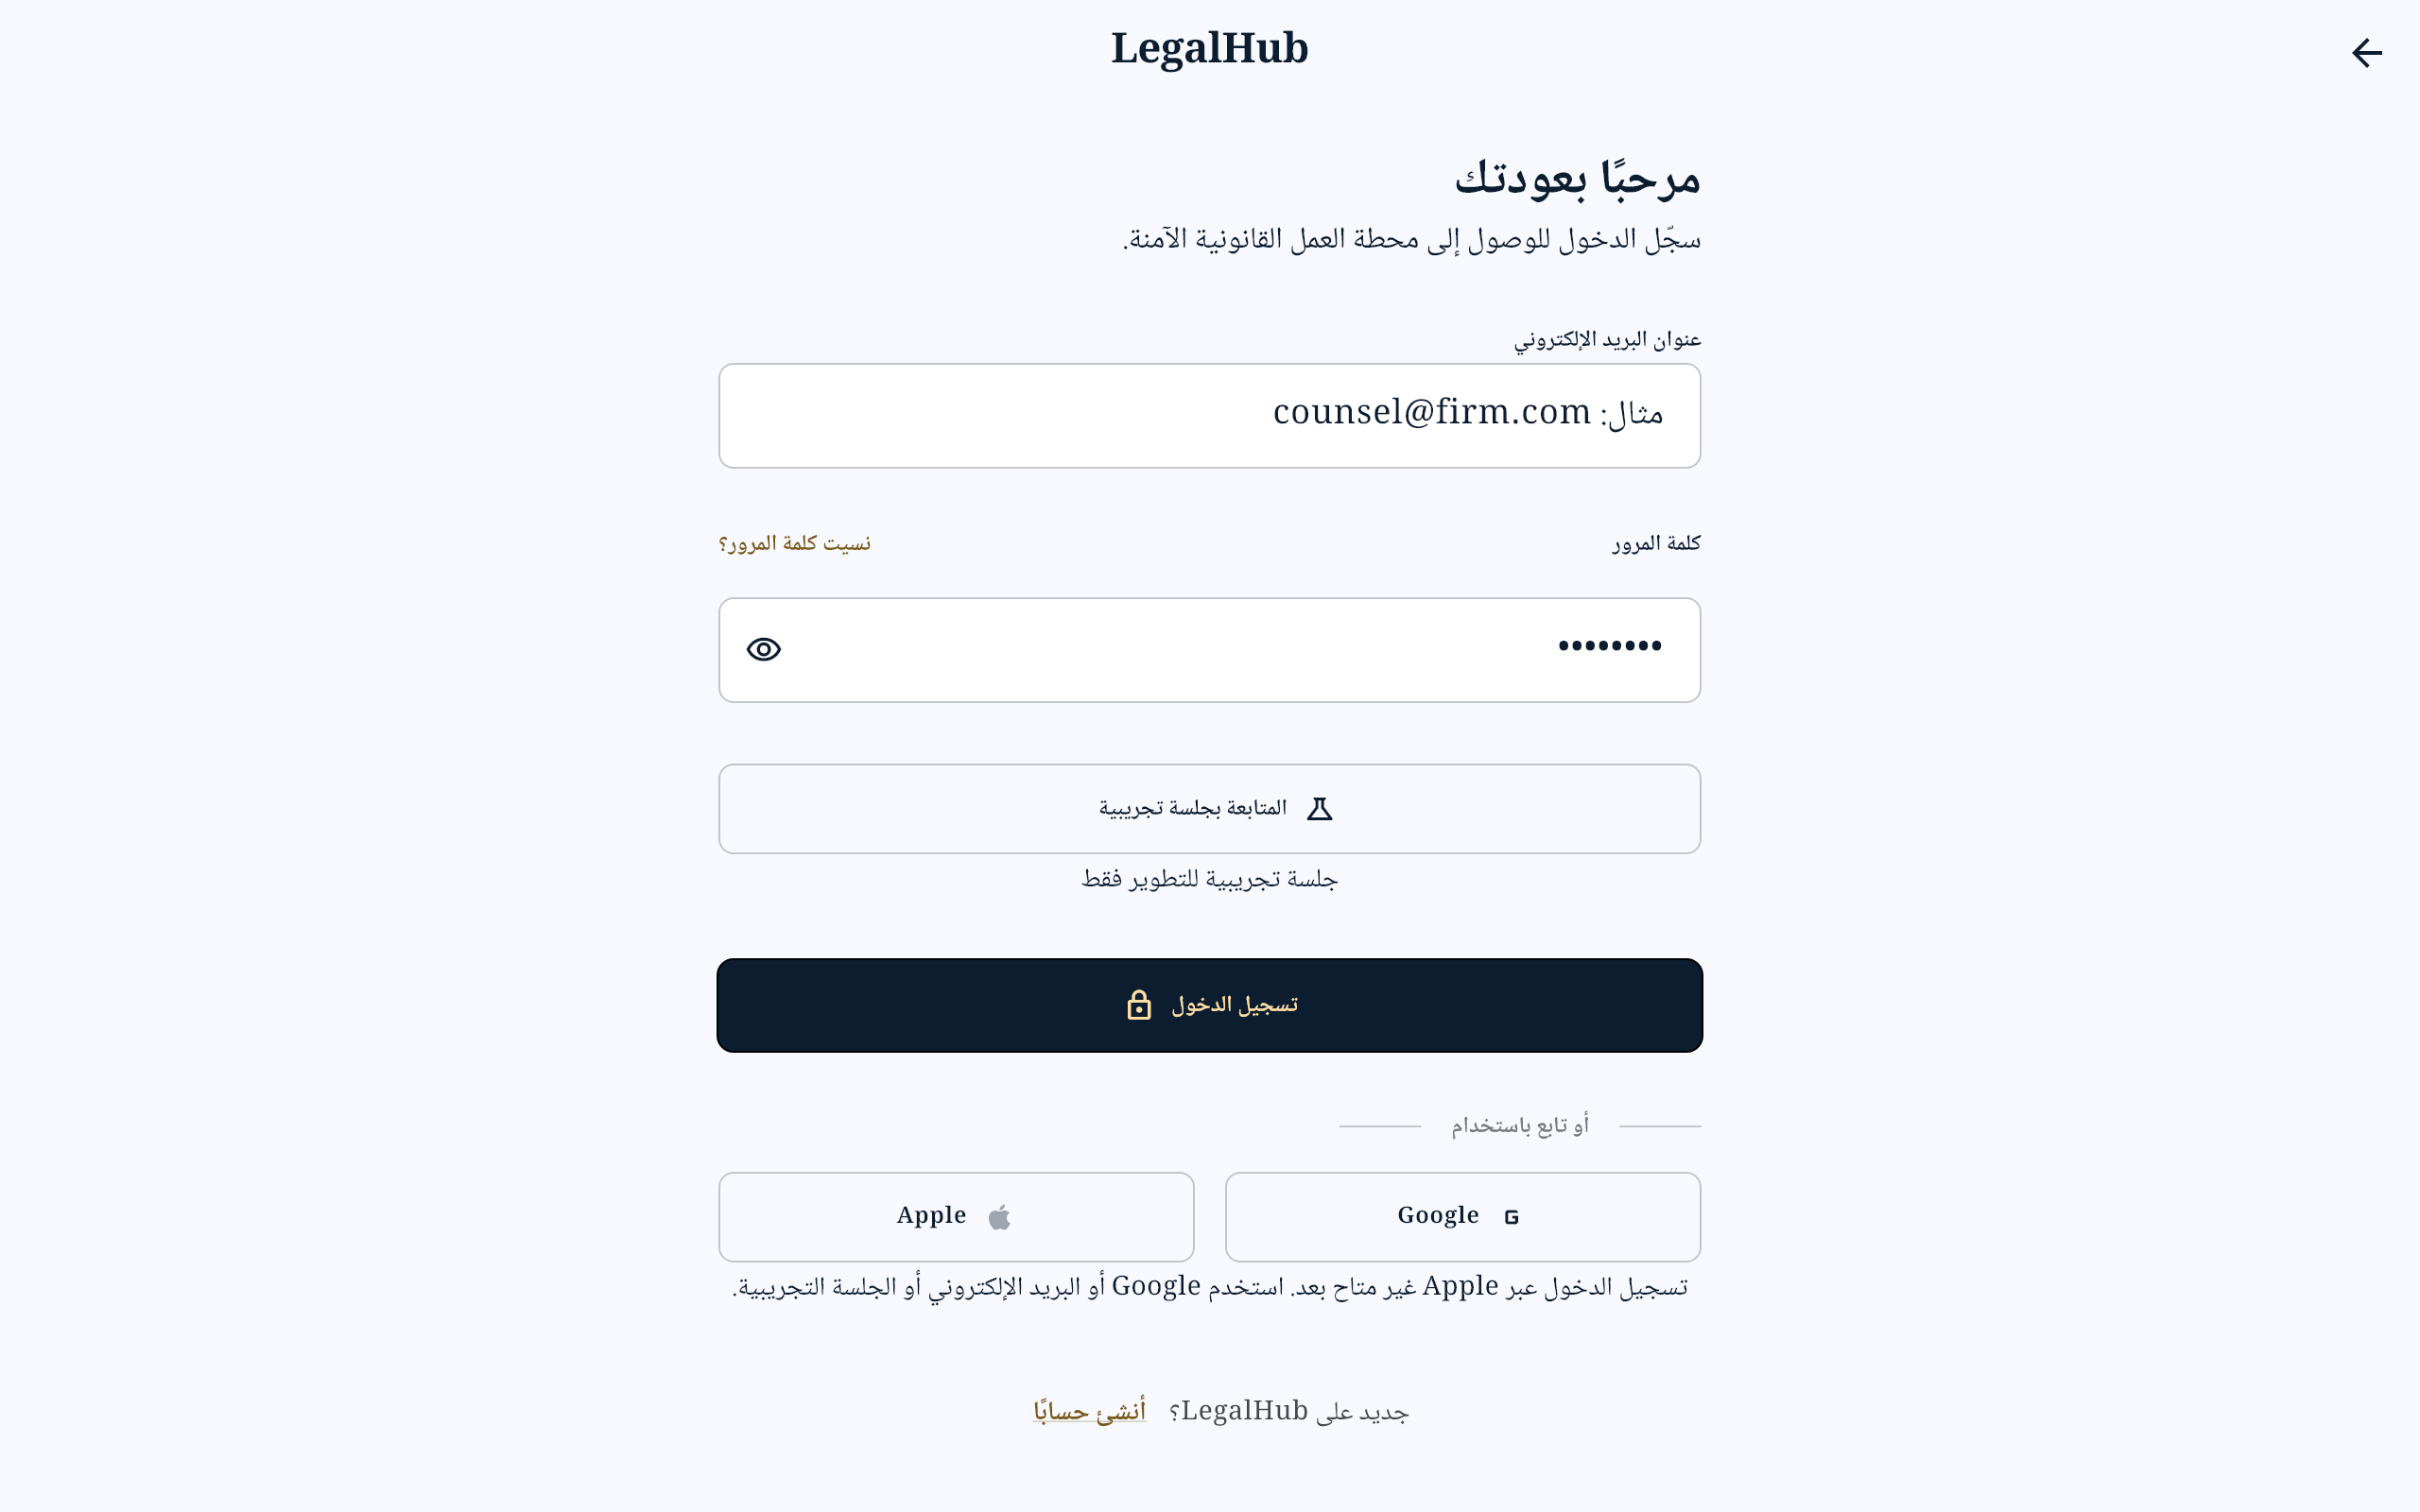 LegalHub
مرحبًا بعودتك
سجّل الدخول للوصول إلى محطة العمل القانونية الآمنة.
عنوان البريد الإلكتروني
مثال: counsel@firm.com
كلمة المرور
نسيت كلمة المرور؟
••••••••
المتابعة بجلسة تجريبية
جلسة تجريبية للتطوير فقط
تسجيل الدخول
أو تابع باستخدام
G Google
Apple
تسجيل الدخول عبر Apple غير متاح بعد. استخدم Google أو البريد الإلكتروني أو الجلسة التجريبية.
جديد على LegalHub؟ أنشئ حسابًا